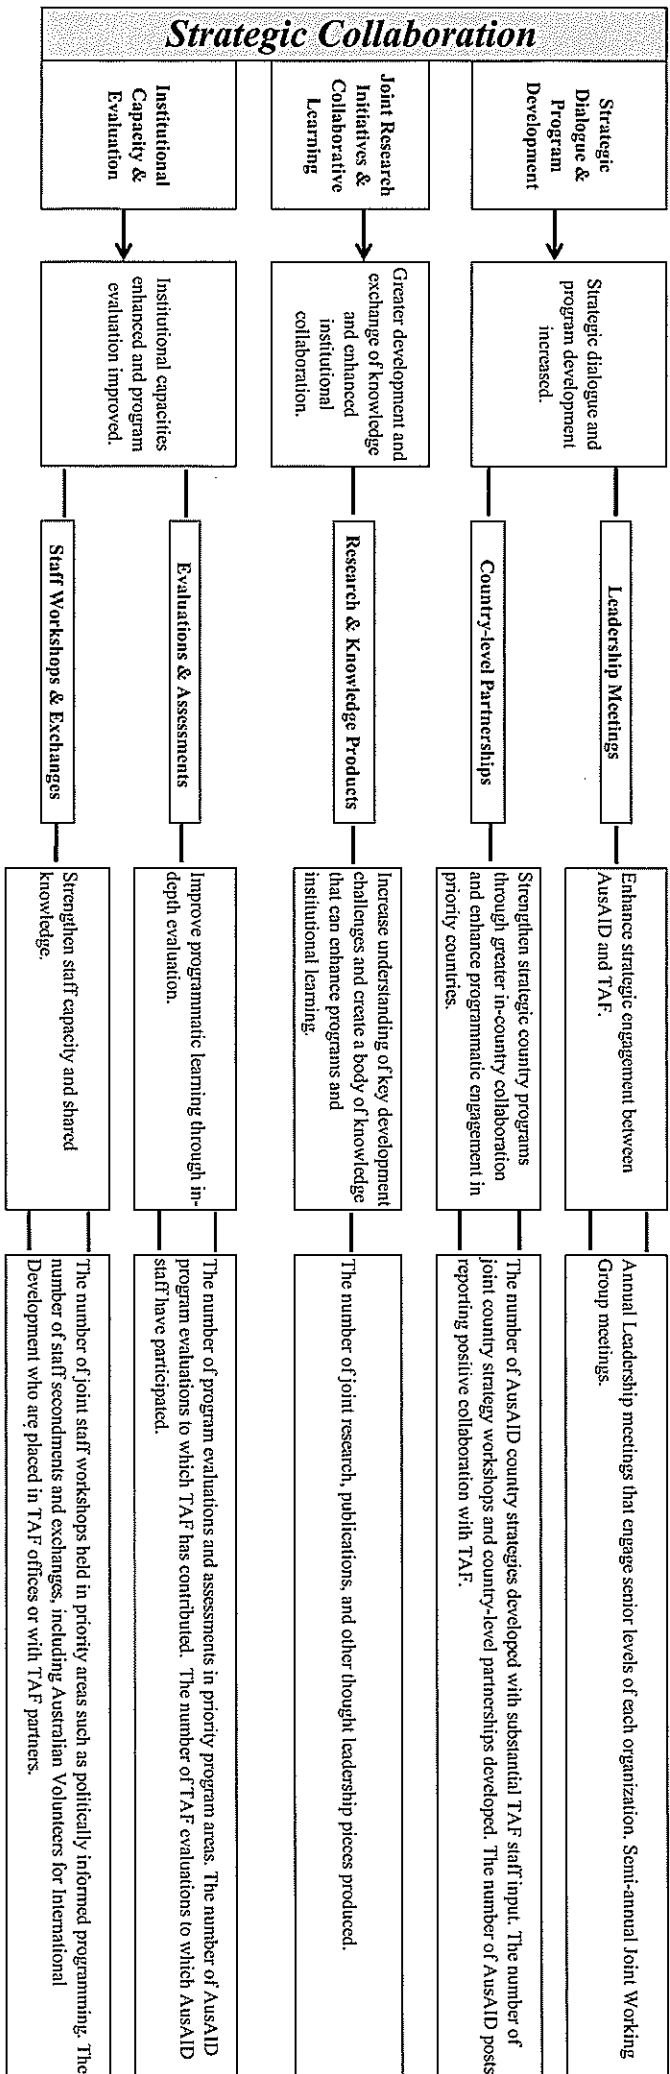 Strategic Collaboration
Strategic
Dialogue &
Program
Development
Strategic dialogue and
program development
increased.
Leadership Meetings
Enhance strategic engagement between
AusAID and TAF.
Annual Leadership meetings that engage senior levels of each organization. Semi-annual Joint Working
Group meetings.
Country-level Partnerships
Strengthen strategic country programs
through greater in-country collaboration
and enhance programmatic engagement in
priority countries.
The number of AusAID country strategies developed with substantial TAF staff input. The number of
joint country strategy workshops and country-level partnerships developed. The number of AusAID posts
reporting positive collaboration with TAF.
Joint Research
Initiatives &
Collaborative
Learning
Greater development and
exchange of knowledge
and enhanced
institutional
collaboration.
Research & Knowledge Products
Increase understanding of key development
challenges and create a body of knowledge
that can enhance programs and
institutional learning.
The number of joint research, publications, and other thought leadership pieces produced.
Institutional
Capacity &
Evaluation
Institutional capacities
enhanced and program
evaluation improved.
Evaluations & Assessments
Improve programmatic learning through in-
depth evaluation.
The number of program evaluations and assessments in priority program areas. The number of AusAID
program evaluations to which TAF has contributed. The number of TAF evaluations to which AusAID
staff have participated.
Staff Workshops & Exchanges
Strengthen staff capacity and shared
knowledge.
The number of joint staff workshops held in priority areas such as politically informed programming. The
number of staff secondments and exchanges, including Australian Volunteers for International
Development who are placed in TAF offices or with TAF partners.